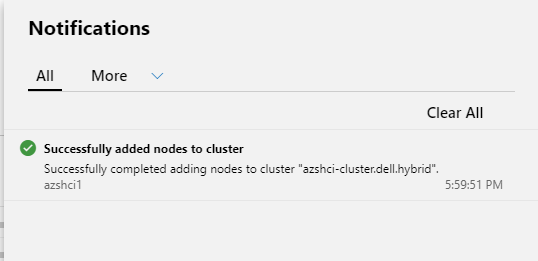 Notifications
All More
Clear All
Successfully added nodes to cluster
Successfully completed adding nodes to cluster "azshci-cluster.dell.hybrid".
azshci1 5:59:51 PM